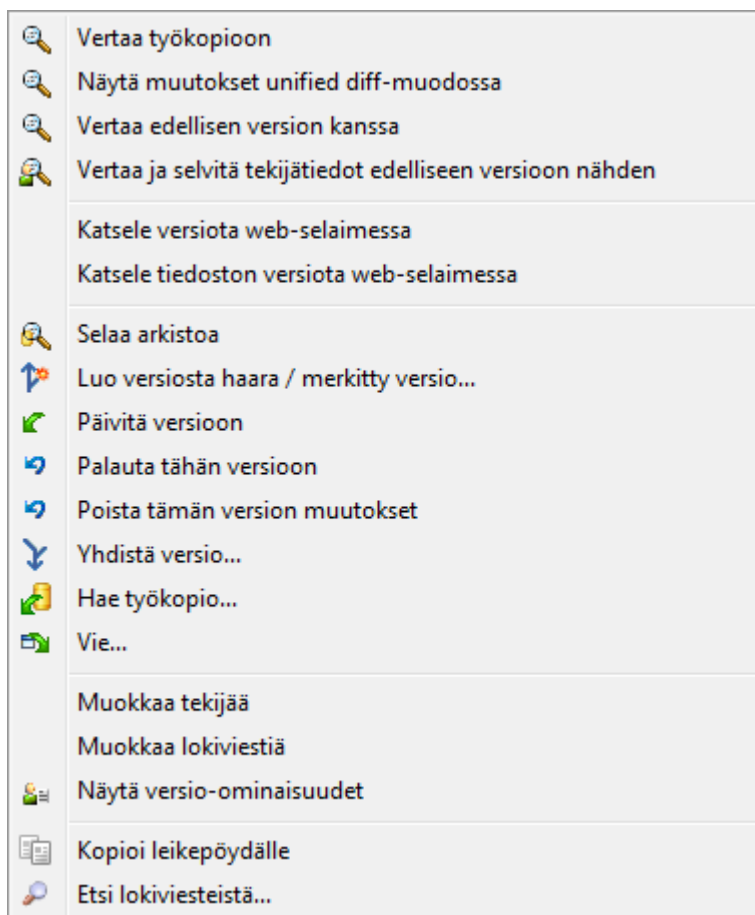 Vertaa työkopioon
Näytä muutokset unified diff-muodossa
Vertaa edellisen version kanssa
Vertaa ja selvitä tekijätiedot edelliseen versioon nähden
Katsele versiota web-selaimessa
Katsele tiedoston versiota web-selaimessa
Selaa arkistoa
Luo versiosta haara / merkitty versio...
Päivitä versioon
Palauta tähän versioon
Poista tämän version muutokset
Yhdistä versio...
Hae työkopio...
Vie...
Muokkaa tekijää
Muokkaa lokiviestiä
Näytä versio-ominaisuudet
Kopioi leikepöydälle
Etsi lokiviesteistä...